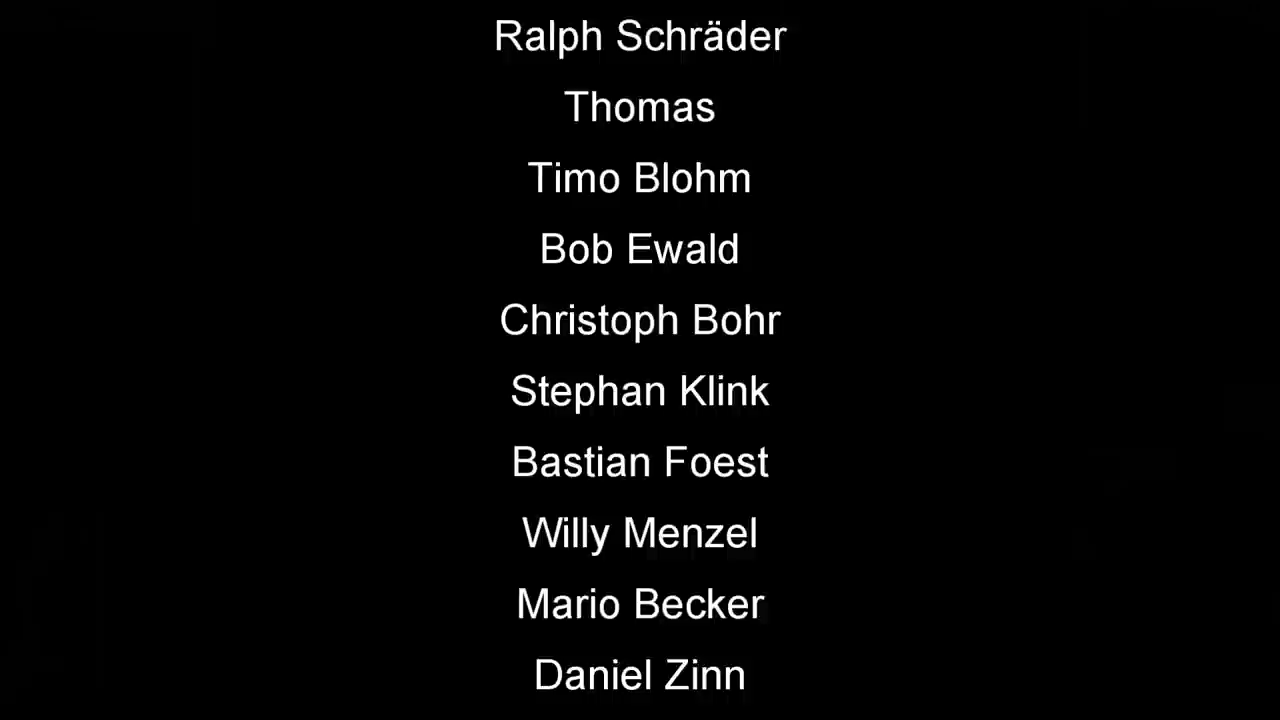 Ralph Schräder
Thomas
Timo Blohm
Bob Ewald
Christoph Bohr
Stephan Klink
Bastian Foest
Willy Menzel
Mario Becker
Daniel Zinn